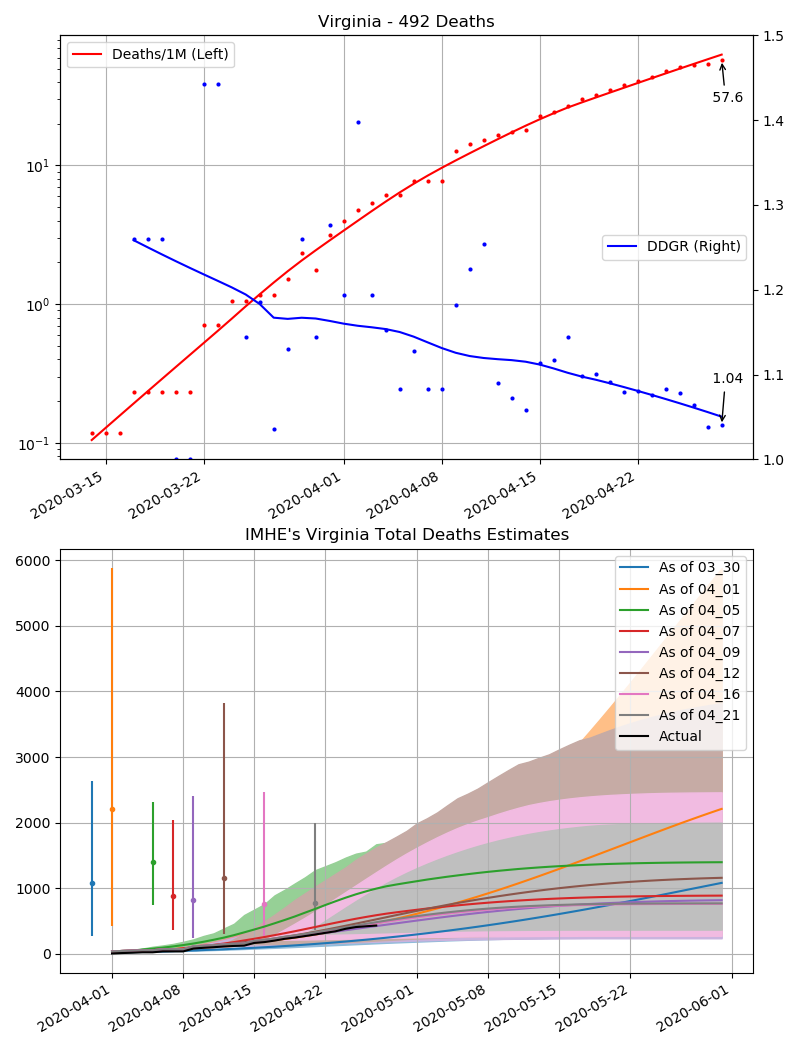 Virginia - 492 Deaths
Deaths/1M (Left)
57.6
DDGR (Right)
1.04
10¹
10⁰
10⁻¹
1.5
1.4
1.3
1.2
1.1
1.0
2020-03-15
2020-03-22
2020-04-01
2020-04-08
2020-04-15
2020-04-22
IMHE's Virginia Total Deaths Estimates
6000
5000
4000
3000
2000
1000
0
As of 03_30
As of 04_01
As of 04_05
As of 04_07
As of 04_09
As of 04_12
As of 04_16
As of 04_21
Actual
2020-04-01
2020-04-08
2020-04-15
2020-04-22
2020-05-01
2020-05-08
2020-05-15
2020-05-22
2020-06-01